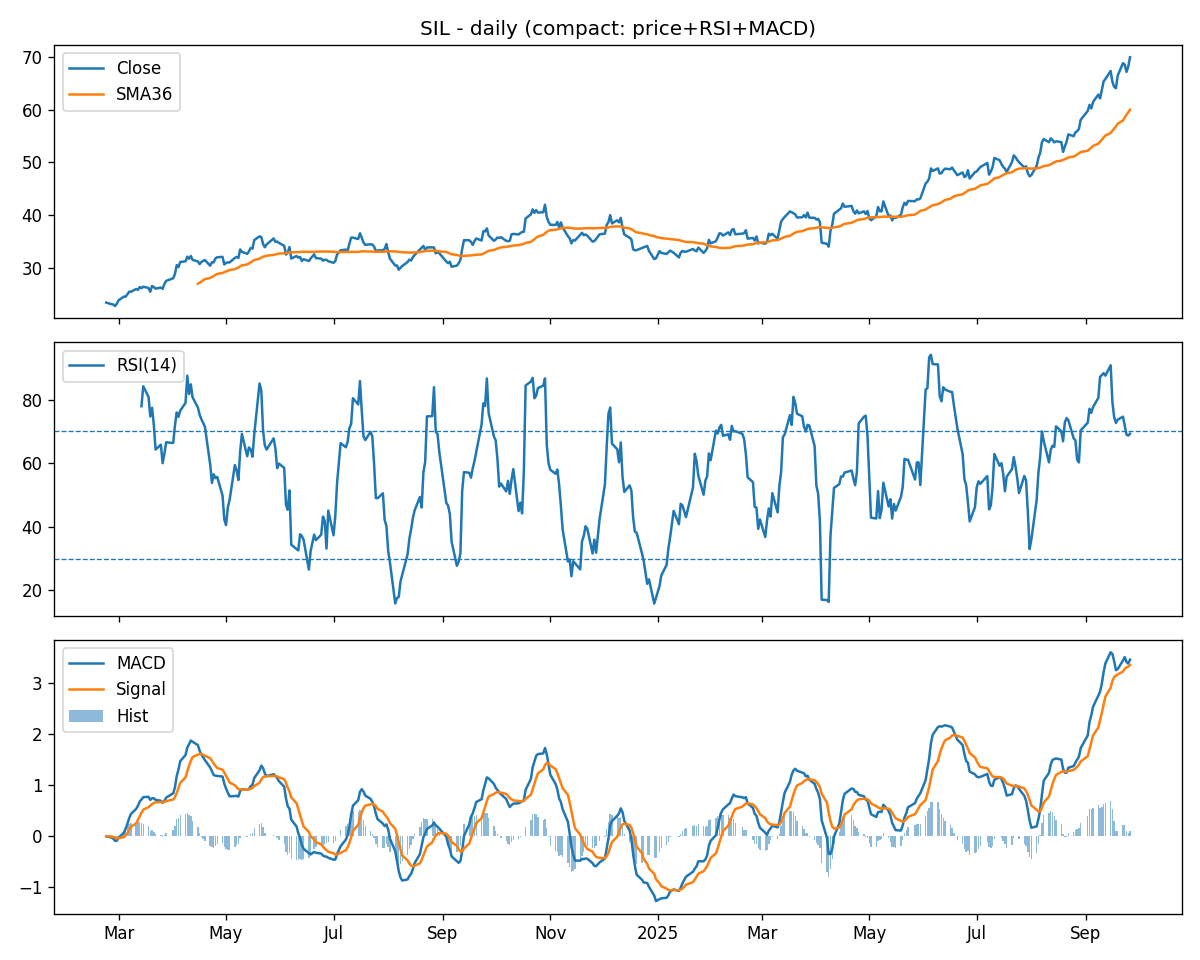 SIL - daily (compact: price+RSI+MACD)
70
60
50
40
30
Close
SMA36
80
60
40
20
RSI(14)
3
2
1
0
−1
MACD
Signal
Hist
Mar May Jul Sep Nov 2025 Mar May Jul Sep